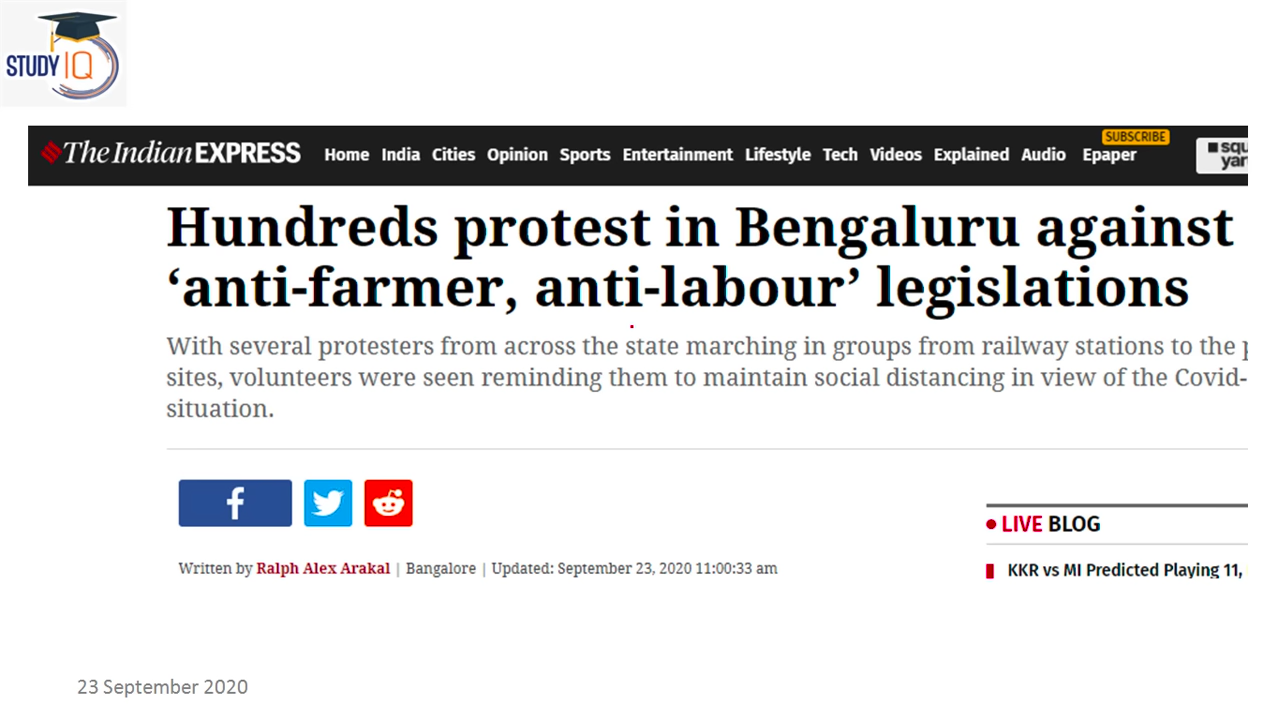 STUDY IQ
The Indian EXPRESS
Home India Cities Opinion Sports Entertainment Lifestyle Tech Videos Explained Audio Epaper
SUBSCRIBE
Hundreds protest in Bengaluru against
‘anti-farmer, anti-labour’ legislations
With several protesters from across the state marching in groups from railway stations to the
sites, volunteers were seen reminding them to maintain social distancing in view of the Covid-
situation.
Written by Ralph Alex Arakal | Bangalore | Updated: September 23, 2020 11:00:33 am
LIVE BLOG
KKR vs MI Predicted Playing 11,
23 September 2020